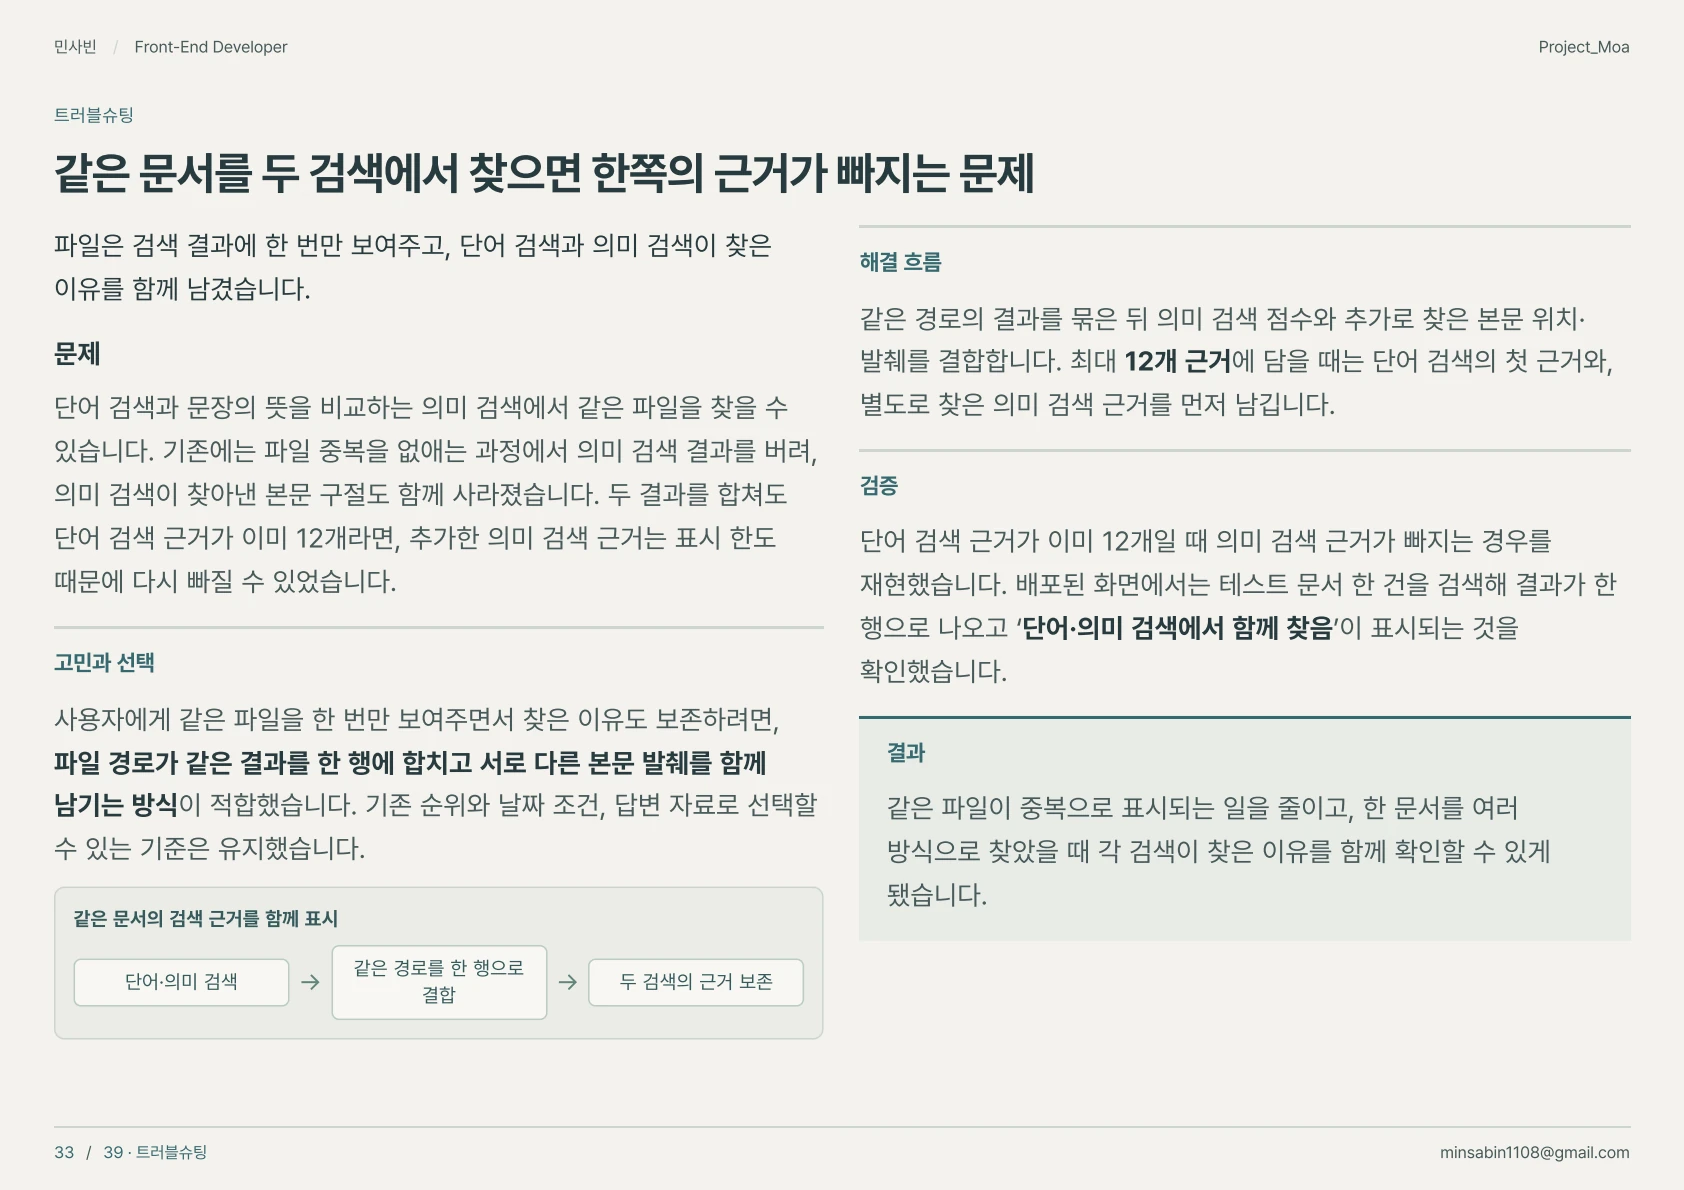 민사빈 / Front-End Developer
Project_Moa
트러블슈팅
같은 문서를 두 검색에서 찾으면 한쪽의 근거가 빠지는 문제
파일은 검색 결과에 한 번만 보여주고, 단어 검색과 의미 검색이 찾은
이유를 함께 남겼습니다.
문제
단어 검색과 문장의 뜻을 비교하는 의미 검색에서 같은 파일을 찾을 수
있습니다. 기존에는 파일 중복을 없애는 과정에서 의미 검색 결과를 버려,
의미 검색이 찾아낸 본문 구절도 함께 사라졌습니다. 두 결과를 합쳐도
단어 검색 근거가 이미 12개라면, 추가한 의미 검색 근거는 표시 한도
때문에 다시 빠질 수 있었습니다.
고민과 선택
사용자에게 같은 파일을 한 번만 보여주면서 찾은 이유도 보존하려면,
파일 경로가 같은 결과를 한 행에 합치고 서로 다른 본문 발췌를 함께
남기는 방식이 적합했습니다. 기존 순위와 날짜 조건, 답변 자료로 선택할
수 있는 기준은 유지했습니다.
같은 문서의 검색 근거를 함께 표시
단어·의미 검색
→
같은 경로를 한 행으로
결합
→
두 검색의 근거 보존
해결 흐름
같은 경로의 결과를 묶은 뒤 의미 검색 점수와 추가로 찾은 본문 위치·
발췌를 결합합니다. 최대 12개 근거에 담을 때는 단어 검색의 첫 근거와,
별도로 찾은 의미 검색 근거를 먼저 남깁니다.
검증
단어 검색 근거가 이미 12개일 때 의미 검색 근거가 빠지는 경우를
재현했습니다. 배포된 화면에서는 테스트 문서 한 건을 검색해 결과가 한
행으로 나오고 ‘단어·의미 검색에서 함께 찾음’이 표시되는 것을
확인했습니다.
결과
같은 파일이 중복으로 표시되는 일을 줄이고, 한 문서를 여러
방식으로 찾았을 때 각 검색이 찾은 이유를 함께 확인할 수 있게
됐습니다.
33 / 39 · 트러블슈팅
minsabin1108@gmail.com